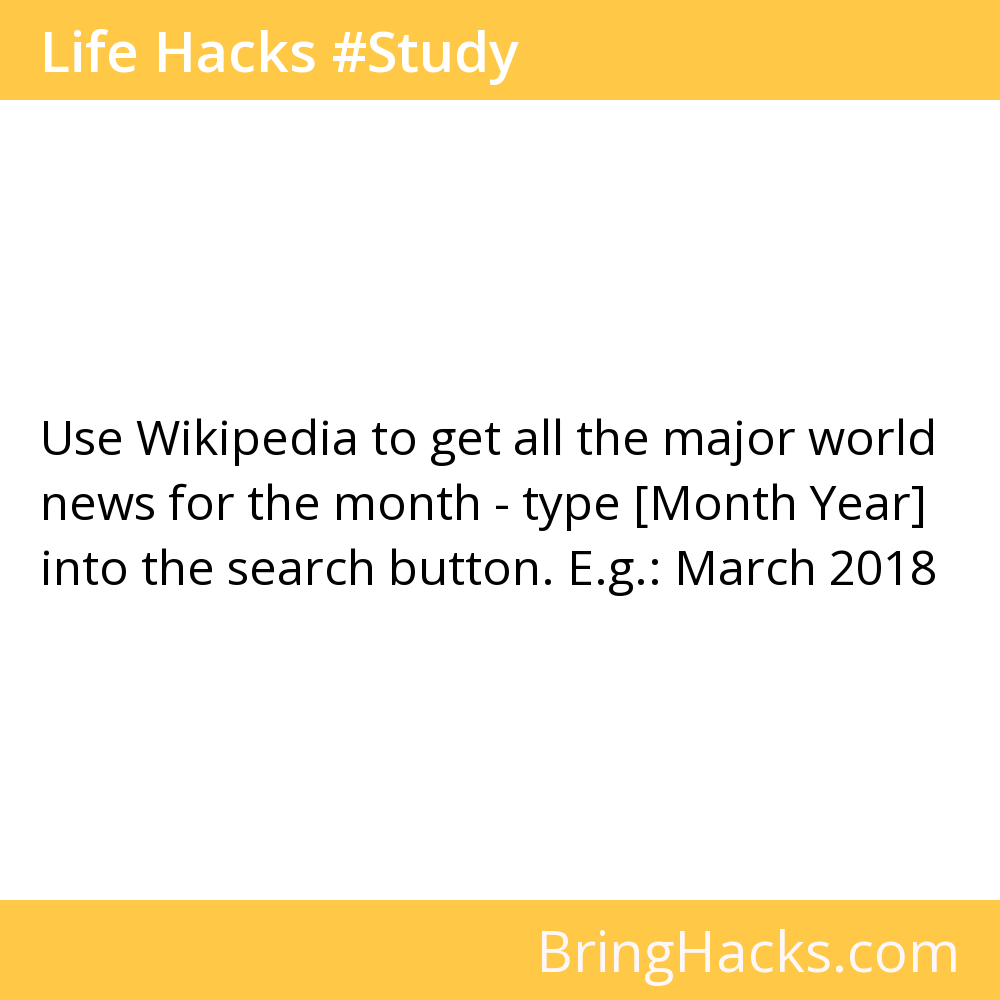 Life Hacks #Study
Use Wikipedia to get all the major world
news for the month - type [Month Year]
into the search button. E.g.: March 2018
BringHacks.com